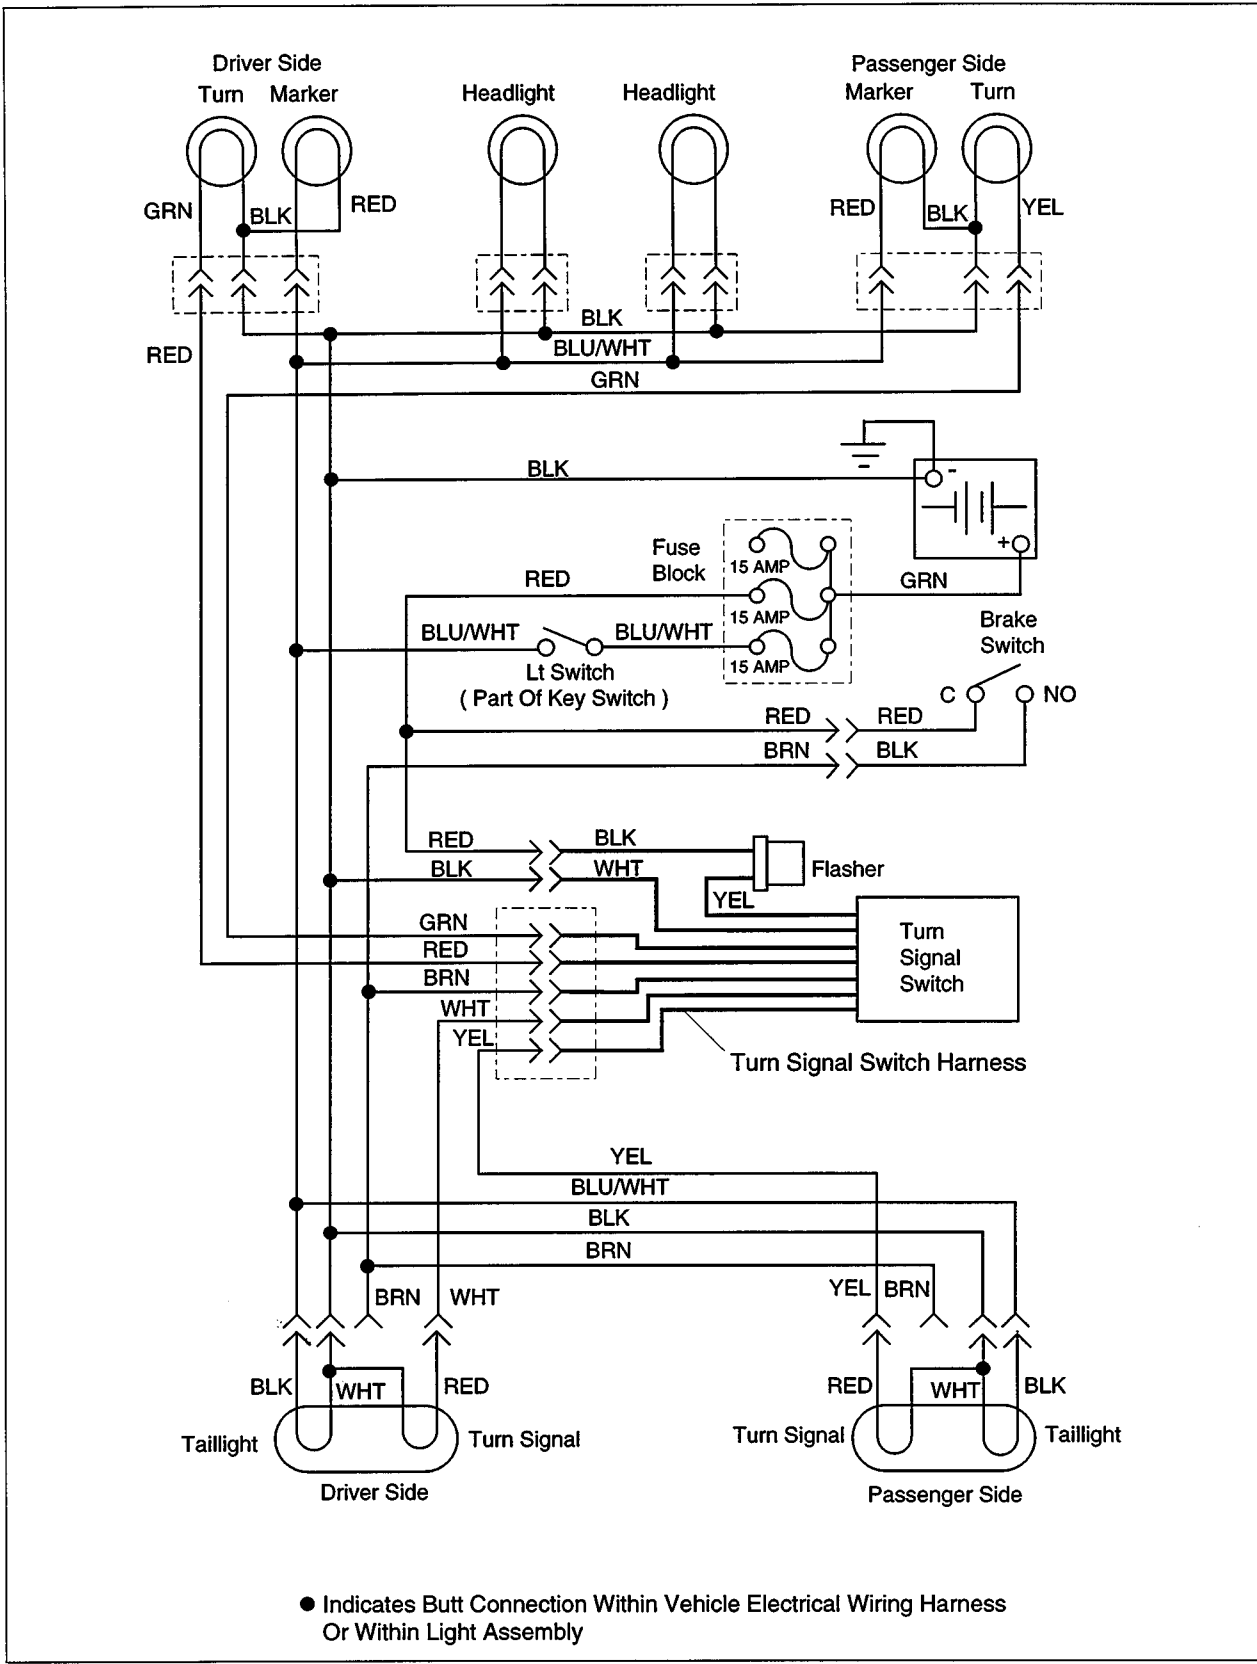 Driver Side
Turn Marker
Headlight
Headlight
Passenger Side
Marker Turn
GRN
BLK
RED
RED
BLK
YEL
RED
BLK
BLU/WHT
GRN
BLK
-
+
Fuse
Block
15 AMP
15 AMP
15 AMP
RED
GRN
BLU/WHT
BLU/WHT
Lt Switch
( Part Of Key Switch )
Brake
Switch
C
NO
RED
RED
BRN
BLK
RED
BLK
BLK
WHT
YEL
Flasher
GRN
RED
BRN
WHT
YEL
Turn
Signal
Switch
Turn Signal Switch Harness
YEL
BLU/WHT
BLK
BRN
BRN
WHT
YEL
BRN
BLK
WHT
RED
RED
WHT
BLK
Taillight
Turn Signal
Turn Signal
Taillight
Driver Side
Passenger Side
● Indicates Butt Connection Within Vehicle Electrical Wiring Harness
Or Within Light Assembly